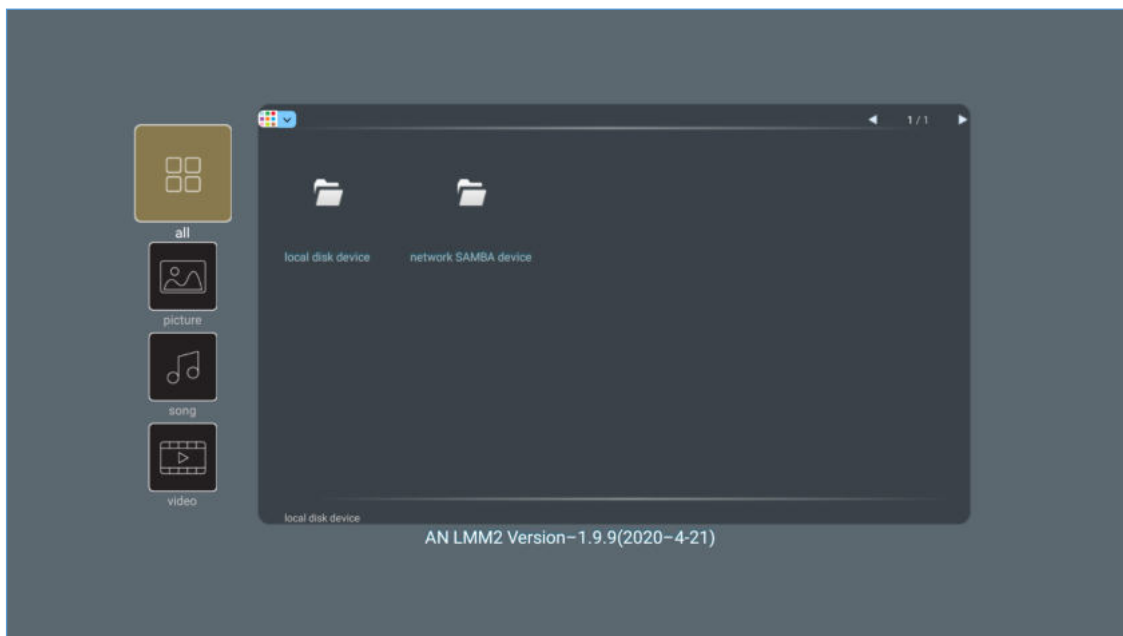 1 / 1
all
local disk device
network SAMBA device
picture
song
video
local disk device
AN LMM2 Version–1.9.9(2020–4-21)